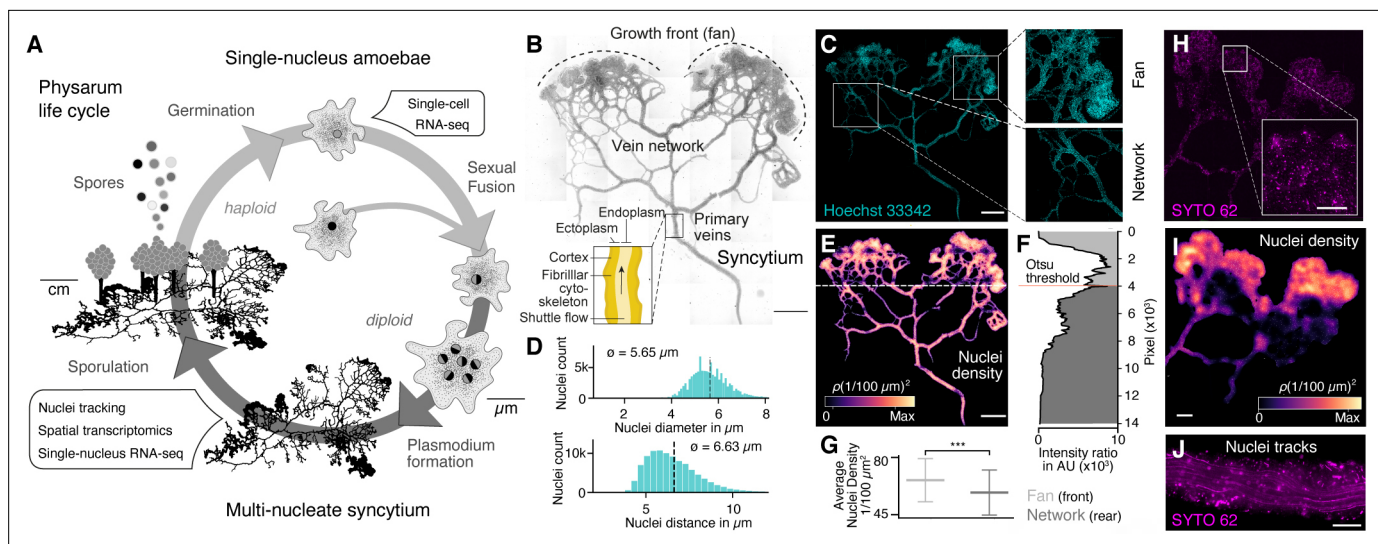 A
Physarum
life cycle
Single-nucleus amoebae
Germination
Single-cell
RNA-seq
Spores
haploid
Sexual
Fusion
cm
diploid
Sporulation
µm
Nuclei tracking
Spatial transcriptomics
Single-nucleus RNA-seq
Plasmodium
formation
Multi-nucleate syncytium
B
Growth front (fan)
Vein network
Endoplasm
Ectoplasm
Primary
veins
Cortex
Fibrilllar
cyto-
skeleton
Shuttle flow
Syncytium
C
Hoechst 33342
Fan
Network
D
Nuclei count
5k
0
ø = 5.65 µm
2
4
6
8
Nuclei diameter in µm
Nuclei count
10k
0
ø = 6.63 µm
5
10
Nuclei distance in µm
E
Nuclei
density
ρ(1/100 µm)²
0
Max
F
Otsu
threshold
0
2
4
6
8
10
12
14
Pixel (x10³)
0
10
Intensity ratio
in AU (x10³)
G
Average
Nuclei Density
1/100 µm²
80
45
***
Fan (front)
Network (rear)
H
SYTO 62
I
Nuclei density
ρ(1/100 µm)²
0
Max
J
Nuclei tracks
SYTO 62